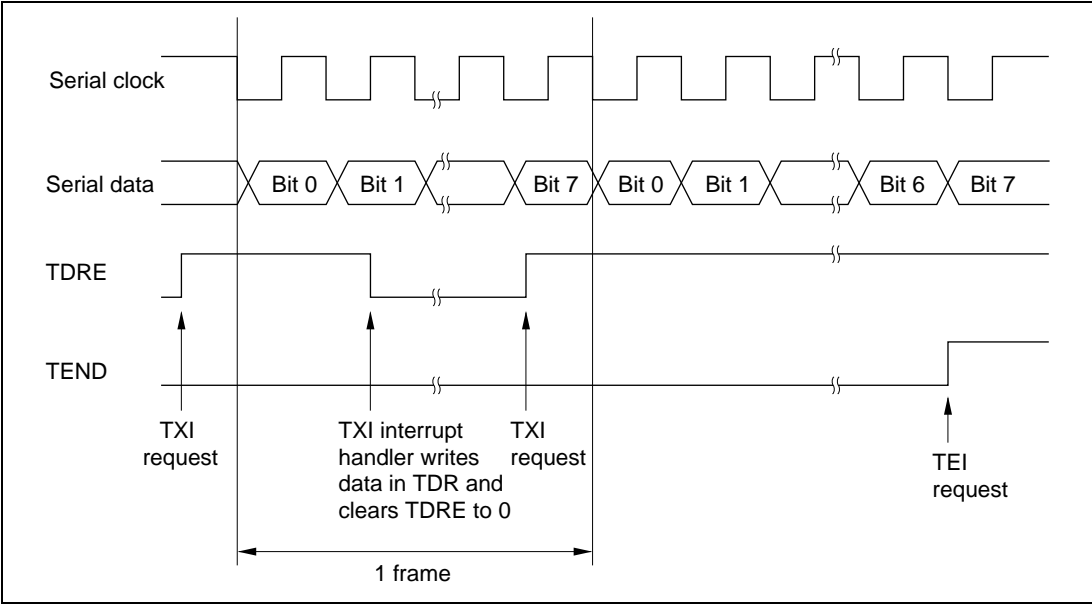 Serial clock
Serial data
Bit 0
Bit 1
Bit 7
Bit 0
Bit 1
Bit 6
Bit 7
TDRE
TEND
TXI
request
TXI interrupt
handler writes
data in TDR and
clears TDRE to 0
TXI
request
TEI
request
1 frame